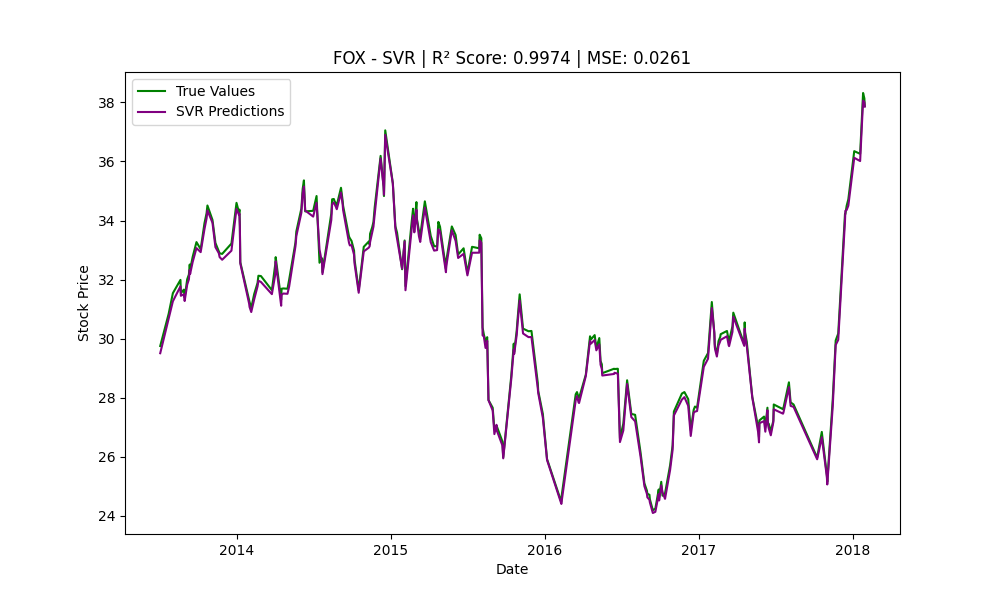 FOX - SVR | R² Score: 0.9974 | MSE: 0.0261
True Values
SVR Predictions
38
36
34
32
30
28
26
24
Stock Price
2014 2015 2016 2017 2018
Date